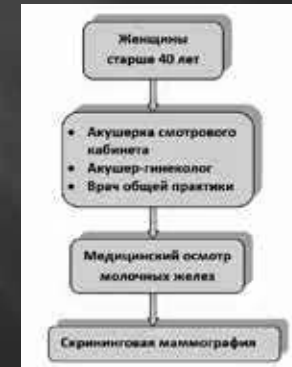 Женщины
старше 40 лет
• Акушерка смотрового
кабинета
• Акушер-гинеколог
• Врач общей практики
Медицинский осмотр
молочных желез
Скрининговая маммография